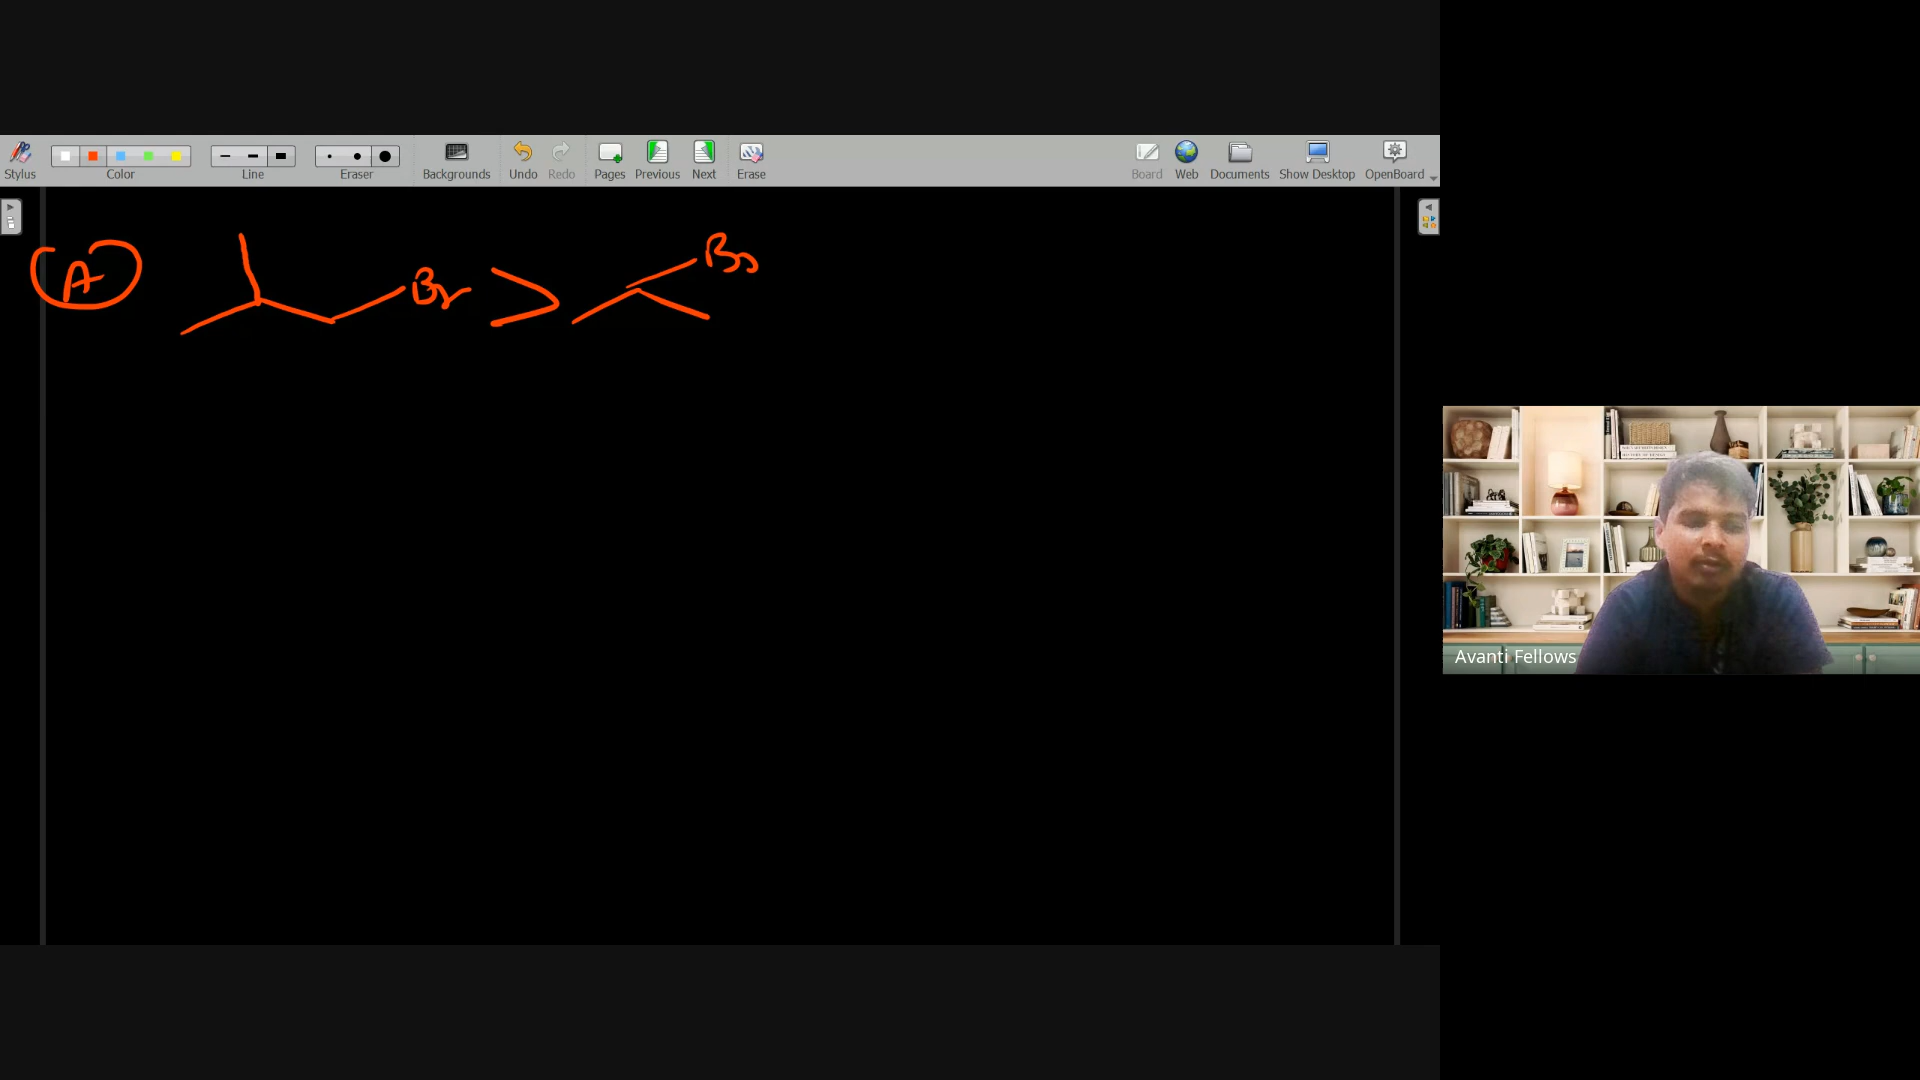 Stylus Color Line Eraser Backgrounds Undo Redo Pages Previous Next Erase Board Web Documents Show Desktop OpenBoard
A Br > Br
Avanti Fellows